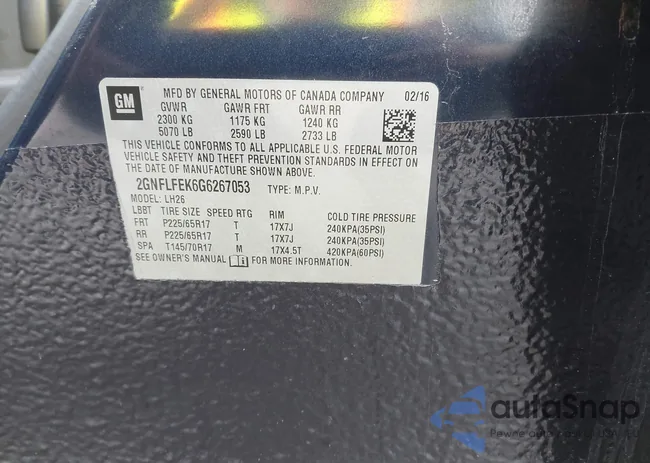 MFD BY GENERAL MOTORS OF CANADA COMPANY 02/16
GM
GVWR GAWR FRT GAWR RR
2300 KG 1175 KG 1240 KG
5070 LB 2590 LB 2733 LB
THIS VEHICLE CONFORMS TO ALL APPLICABLE U.S. FEDERAL MOTOR
VEHICLE SAFETY AND THEFT PREVENTION STANDARDS IN EFFECT ON
THE DATE OF MANUFACTURE SHOWN ABOVE.
2GNFLFEK6G6267053 TYPE: M.P.V.
MODEL: LH26
LBBT TIRE SIZE SPEED RTG RIM COLD TIRE PRESSURE
FRT P225/65R17 T 17X7J 240KPA(35PSI)
RR P225/65R17 T 17X7J 240KPA(35PSI)
SPA T145/70R17 M 17X4.5T 420KPA(60PSI)
SEE OWNER'S MANUAL FOR MORE INFORMATION.
autoSnap